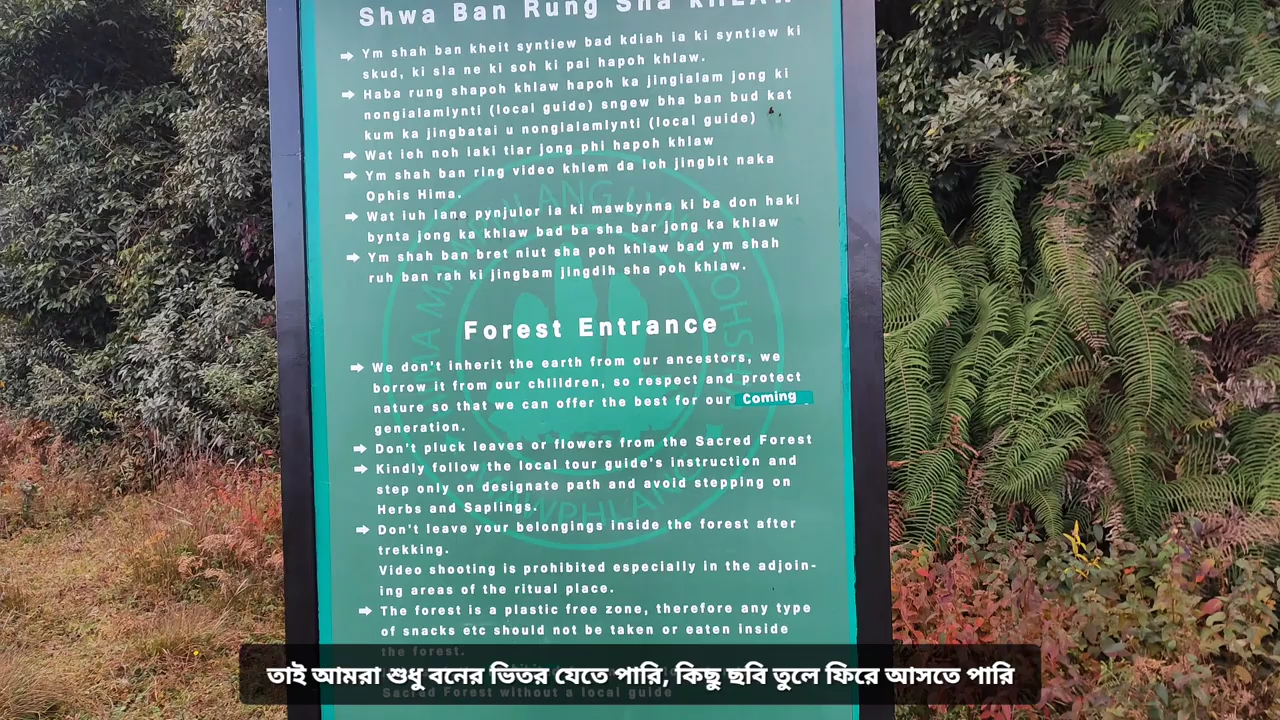 Shwa Ban Rung Sha kHLAW
Ym shah ban kheit syntiew bad kdiah ia ki syntiew ki
skud, ki sla ne ki soh ki pai hapoh khlaw.
Haba rung shapoh khlaw hapoh ka jingialam jong ki
nongialamlynti (local guide) sngew bha ban bud kat
kum ka jingbatai u nongialamlynti (local guide)
Wat ieh noh laki tiar jong phi hapoh khlaw
Ym shah ban ring video khlem da ioh jingbit naka
Ophis Hima.
Wat iuh lane pynjulor ia ki mawbynna ki ba don haki
bynta jong ka khlaw bad ba sha bar jong ka khlaw
Ym shah ban bret niut sha poh khlaw bad ym shah
ruh ban rah ki jingbam jingdih sha poh khlaw.
Forest Entrance
We don't inherit the earth from our ancestors, we
borrow it from our chlildren, so respect and protect
nature so that we can offer the best for our Coming
generation.
Don't pluck leaves or flowers from the Sacred Forest
Kindly follow the local tour guide's instruction and
step only on designate path and avoid stepping on
Herbs and Saplings.
Don't leave your belongings inside the forest after
trekking.
Video shooting is prohibited especially in the adjoin-
ing areas of the ritual place.
The forest is a plastic free zone, therefore any type
of snacks etc should not be taken or eaten inside
the forest.
তাই আমরা শুধু বনের ভিতর যেতে পারি, কিছু ছবি তুলে ফিরে আসতে পারি
Sacred Forest without a local guide
MAWPHLANG